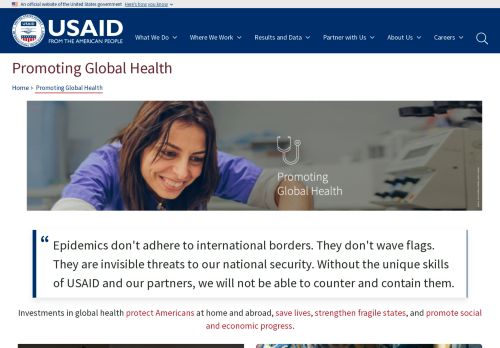 An official website of the United States government Here's how you know
USAID
FROM THE AMERICAN PEOPLE
What We Do
Where We Work
Results and Data
Partner with Us
About Us
Careers
Promoting Global Health
Home > Promoting Global Health
Promoting
Global Health
“ Epidemics don't adhere to international borders. They don't wave flags.
They are invisible threats to our national security. Without the unique skills
of USAID and our partners, we will not be able to counter and contain them.
Investments in global health protect Americans at home and abroad, save lives, strengthen fragile states, and promote social
and economic progress.